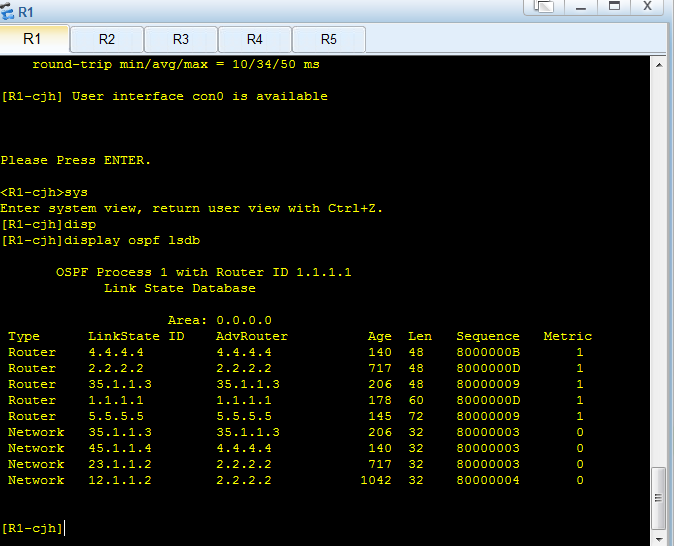 R1
R1 R2 R3 R4 R5
round-trip min/avg/max = 10/34/50 ms
[R1-cjh] User interface con0 is available
Please Press ENTER.
<R1-cjh>sys
Enter system view, return user view with Ctrl+Z.
[R1-cjh]disp
[R1-cjh]display ospf lsdb
OSPF Process 1 with Router ID 1.1.1.1
Link State Database
Area: 0.0.0.0
Type LinkState ID AdvRouter Age Len Sequence Metric
Router 4.4.4.4 4.4.4.4 140 48 8000000B 1
Router 2.2.2.2 2.2.2.2 717 48 8000000D 1
Router 35.1.1.3 35.1.1.3 206 48 80000009 1
Router 1.1.1.1 1.1.1.1 178 60 8000000D 1
Router 5.5.5.5 5.5.5.5 145 72 80000009 1
Network 35.1.1.3 35.1.1.3 206 32 80000003 0
Network 45.1.1.4 4.4.4.4 140 32 80000003 0
Network 23.1.1.2 2.2.2.2 717 32 80000003 0
Network 12.1.1.2 2.2.2.2 1042 32 80000004 0
[R1-cjh]